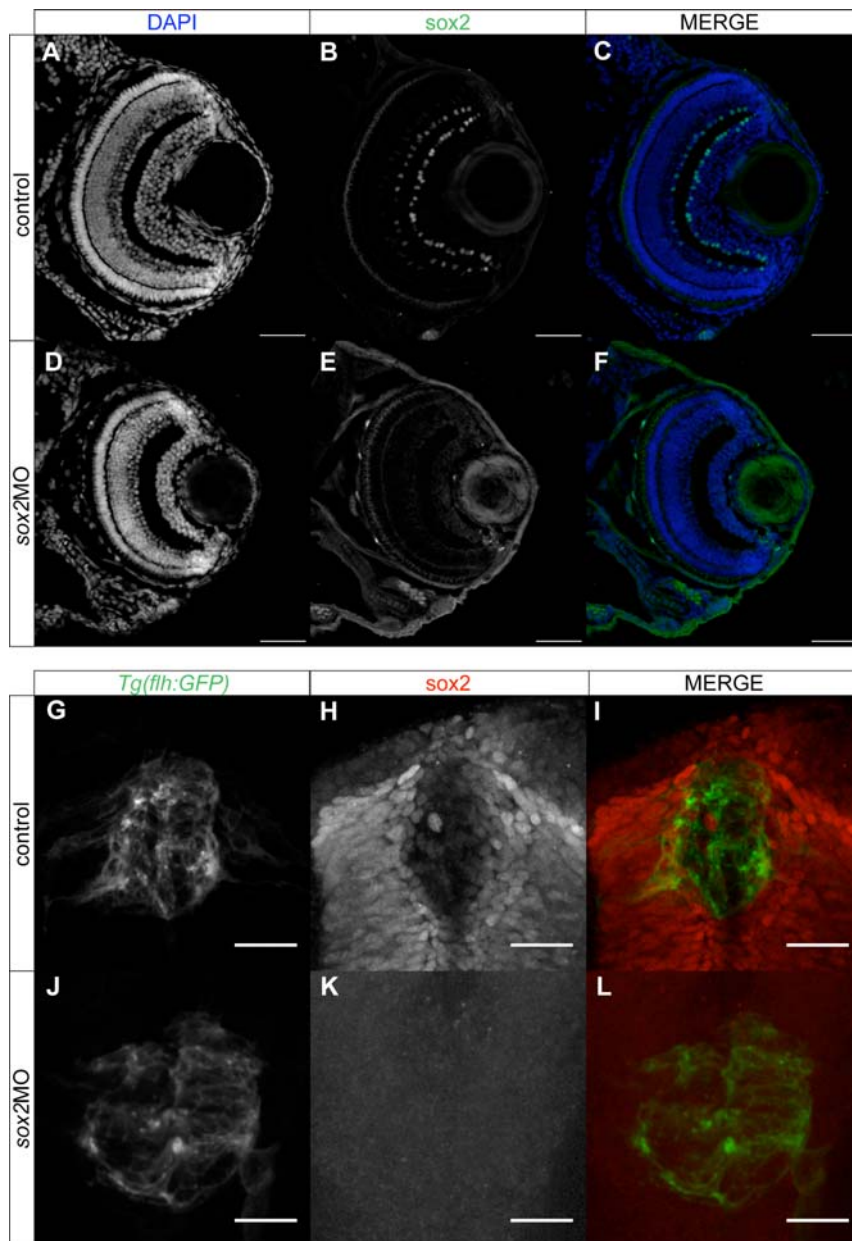 DAPI sox2 MERGE
A B C
control
D E F
sox2MO
Tg(flh:GFP) sox2 MERGE
G H I
control
J K L
sox2MO